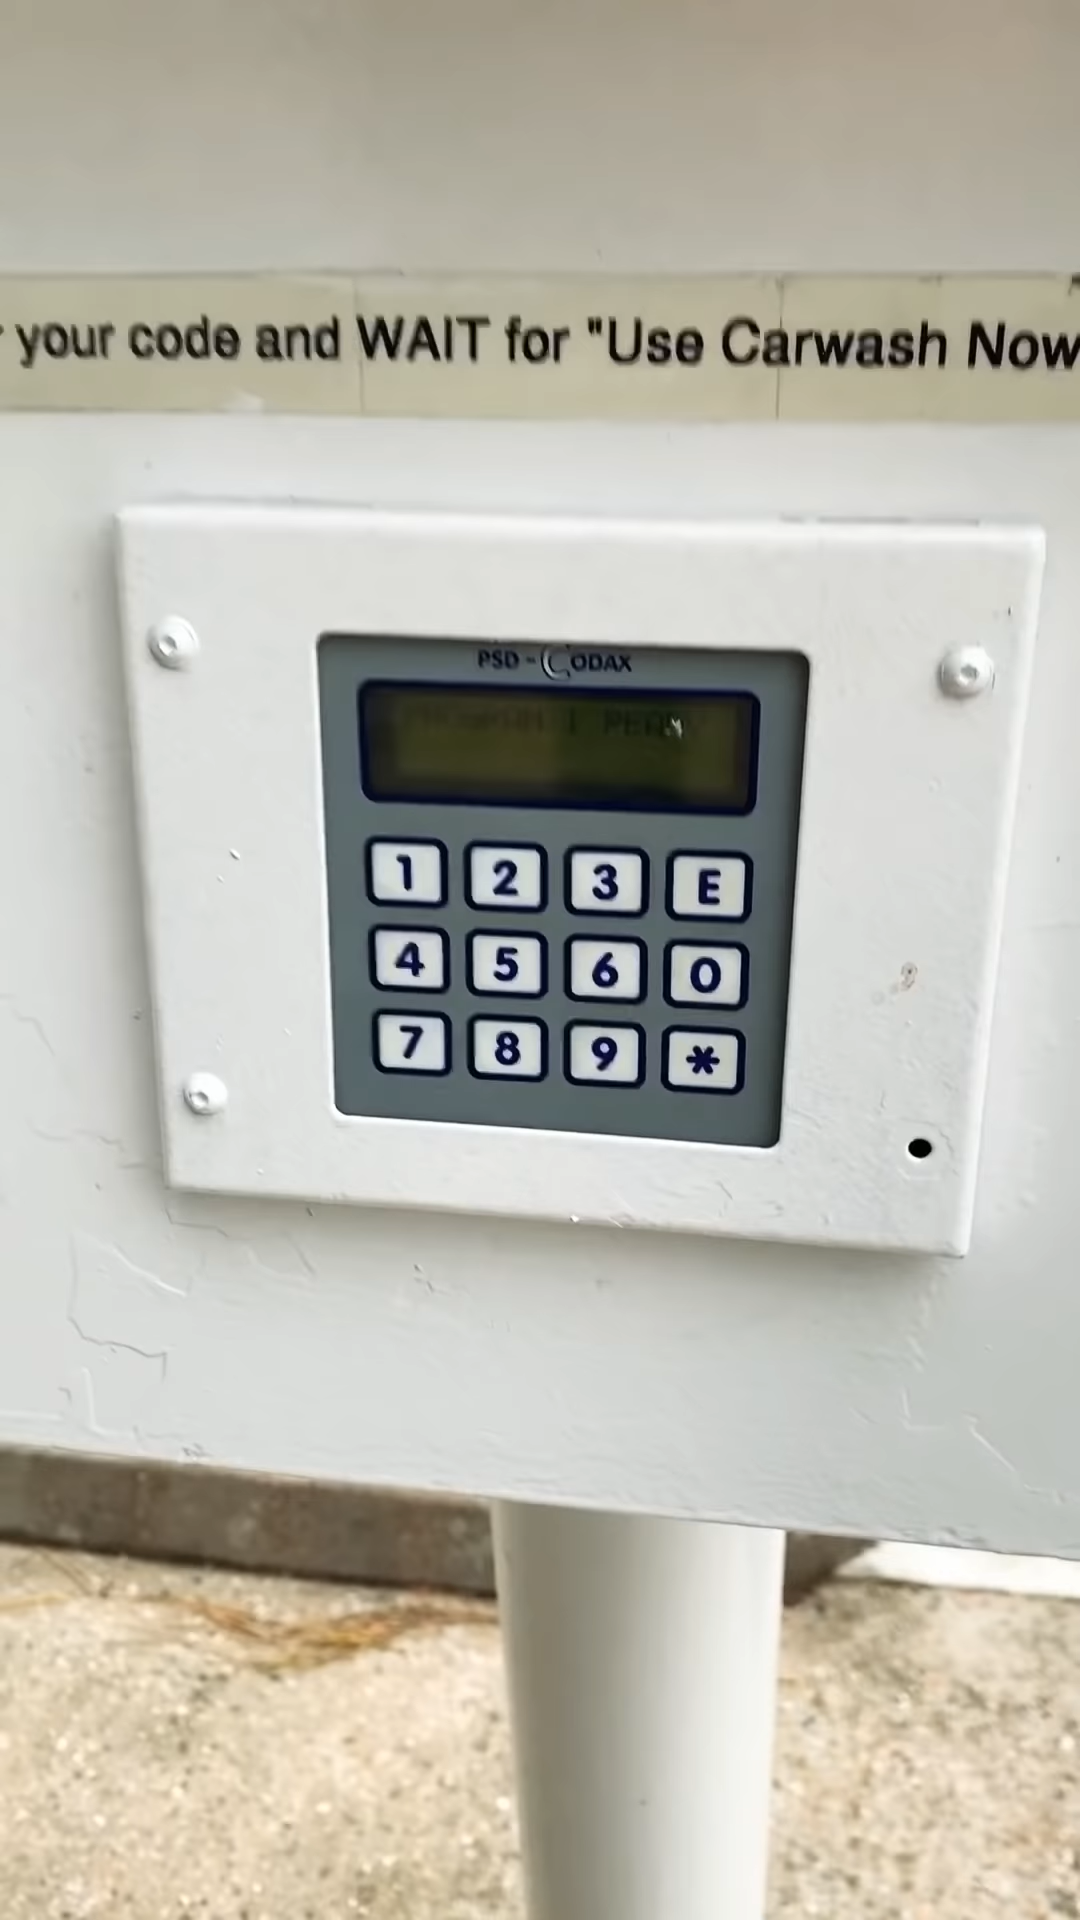 your code and WAIT for "Use Carwash Now
PSD - CODAX
1 2 3 E
4 5 6 0
7 8 9 *